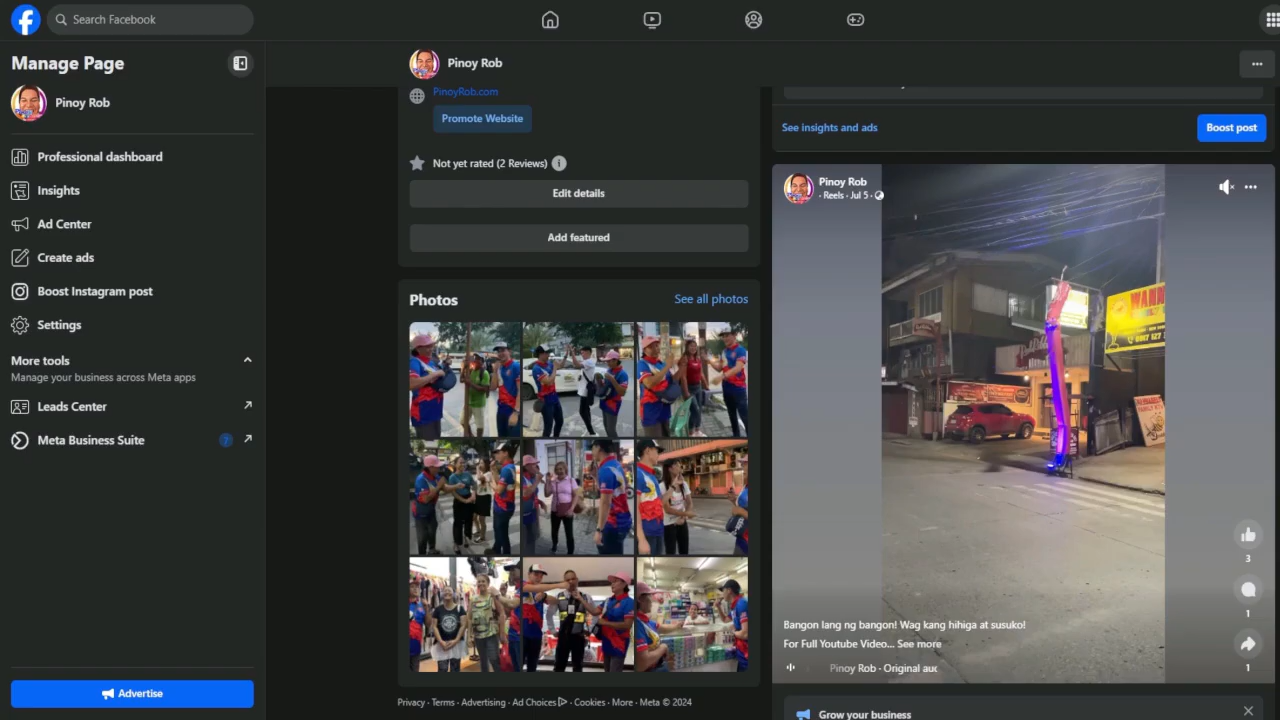 Search Facebook
Manage Page
Pinoy Rob
Professional dashboard
Insights
Ad Center
Create ads
Boost Instagram post
Settings
More tools
Manage your business across Meta apps
Leads Center
Meta Business Suite
?
Advertise
Pinoy Rob
PinoyRob.com
Promote Website
Not yet rated (2 Reviews)
Edit details
Add featured
Photos
See all photos
Privacy · Terms · Advertising · Ad Choices · Cookies · More · Meta © 2024
See insights and ads
Boost post
Pinoy Rob
· Reels · Jul 5 ·
0917 127
3
1
1
Bangon lang ng bangon! Wag kang hihiga at susuko!
For Full Youtube Video... See more
Pinoy Rob · Original
Grow your business